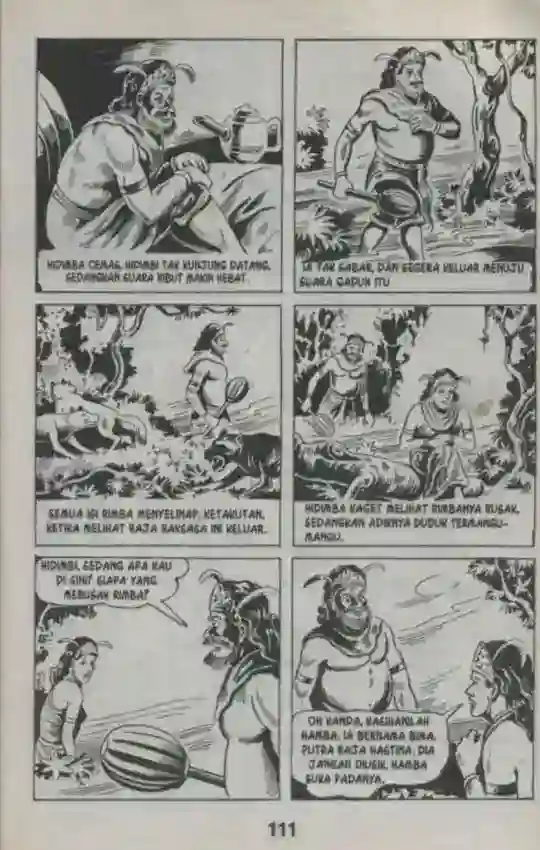 HIDIMBA CEMAS, HIDIMBI TAK KUNJUNG DATANG,
SEDANGKAN SUARA RIBUT MAKIN HEBAT.
IA TAK SABAR, DAN SEGERA KELUAR MENUJU
SUARA GADUH ITU
SEMUA ISI RIMBA MENYELINAP, KETAKUTAN,
KETIKA MELIHAT RAJA RAKSASA INI KELUAR.
HIDIMBA KAGET MELIHAT RIMBANYA RUSAK,
SEDANGKAN ADIKNYA DUDUK TERMANGU-
MANGU.
HIDIMBI, SEDANG APA KAU
DI SINI? SIAPA YANG
MERUSAK RIMBA?
OH KANDA, KASIHANILAH
HAMBA. IA BERNAMA BIMA,
PUTRA RAJA HASTINA. DIA
JANGAN DIUSIK, HAMBA
SUKA PADANYA.
111